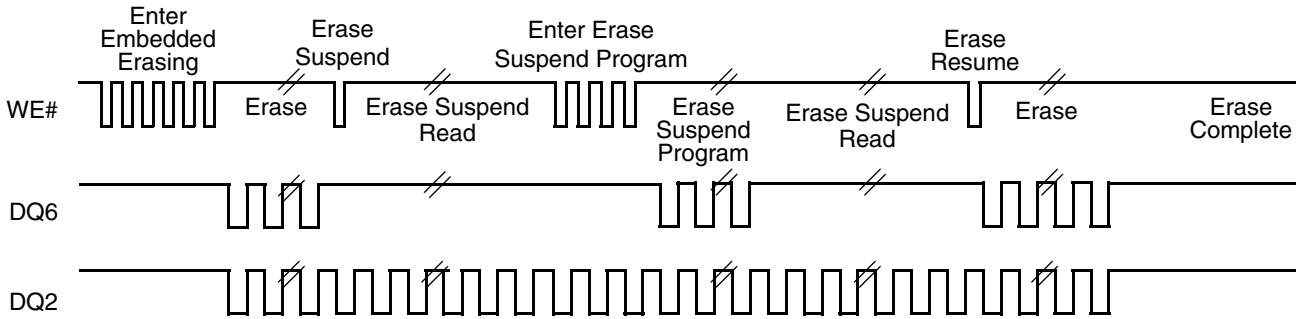 Enter
Embedded
Erasing
Erase
Suspend
Enter Erase
Suspend Program
Erase
Resume
WE#
Erase
Erase Suspend
Read
Erase
Suspend
Program
Erase Suspend
Read
Erase
Erase
Complete
DQ6
DQ2